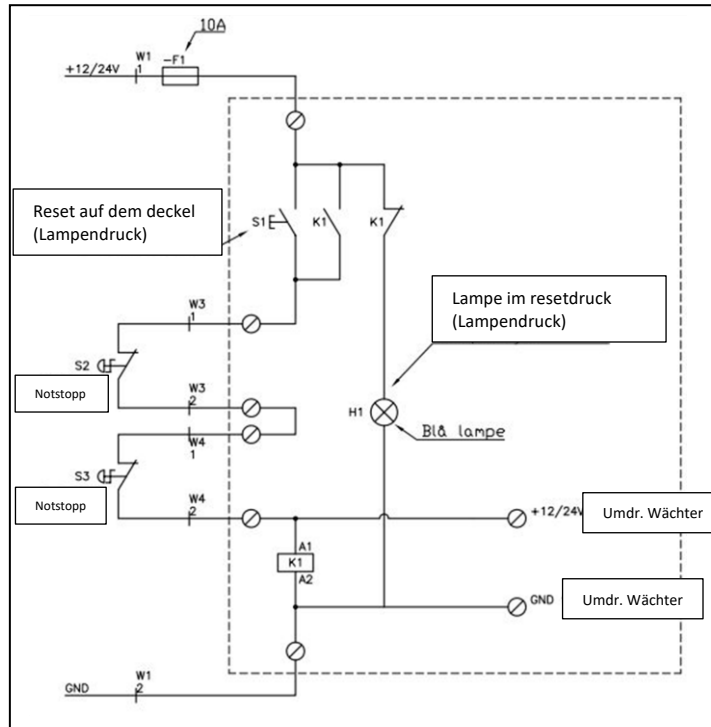 10A
W1
+12/24V
1
-F1
Reset auf dem deckel
(Lampendruck)
S1
K1
K1
Lampe im resetdruck
(Lampendruck)
W3
1
S2
Notstopp
W3
2
H1
Blå lampe
W4
1
S3
Notstopp
W4
2
+12/24V
Umdr. Wächter
A1
K1
A2
GND
Umdr. Wächter
W1
GND
2